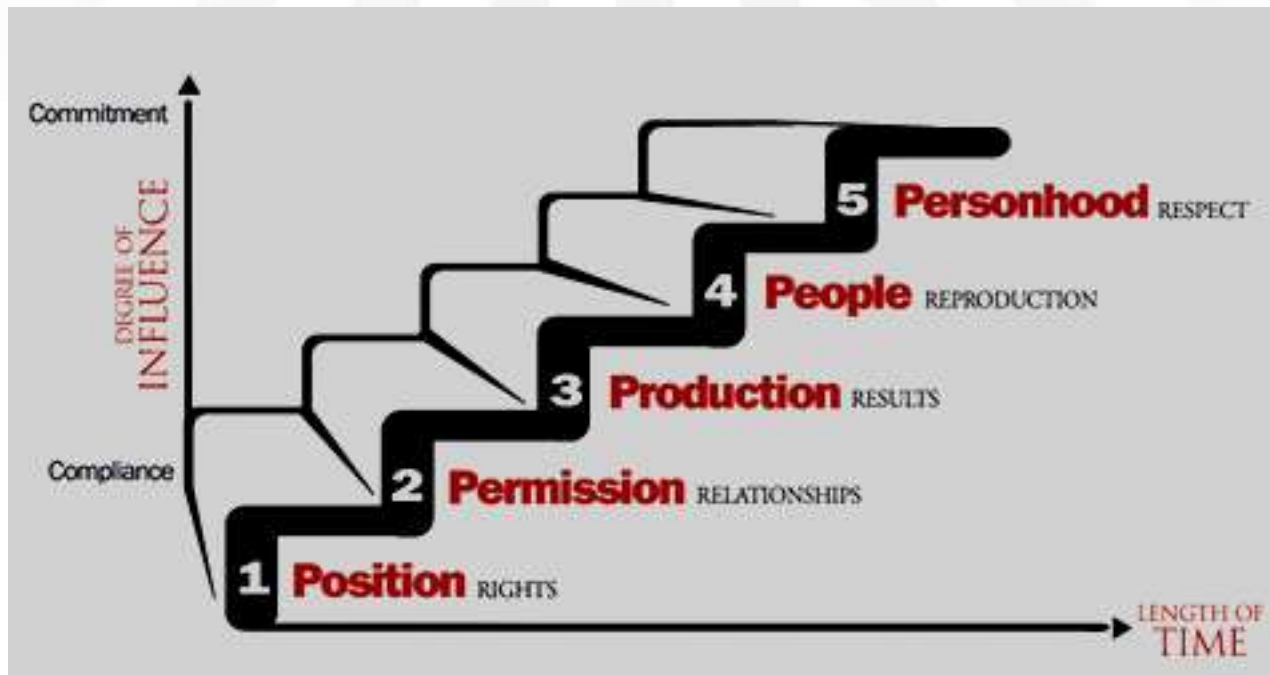 Commitment
DEGREE OF
INFLUENCE
Compliance
5 Personhood RESPECT
4 People REPRODUCTION
3 Production RESULTS
2 Permission RELATIONSHIPS
1 Position RIGHTS
LENGTH OF
TIME